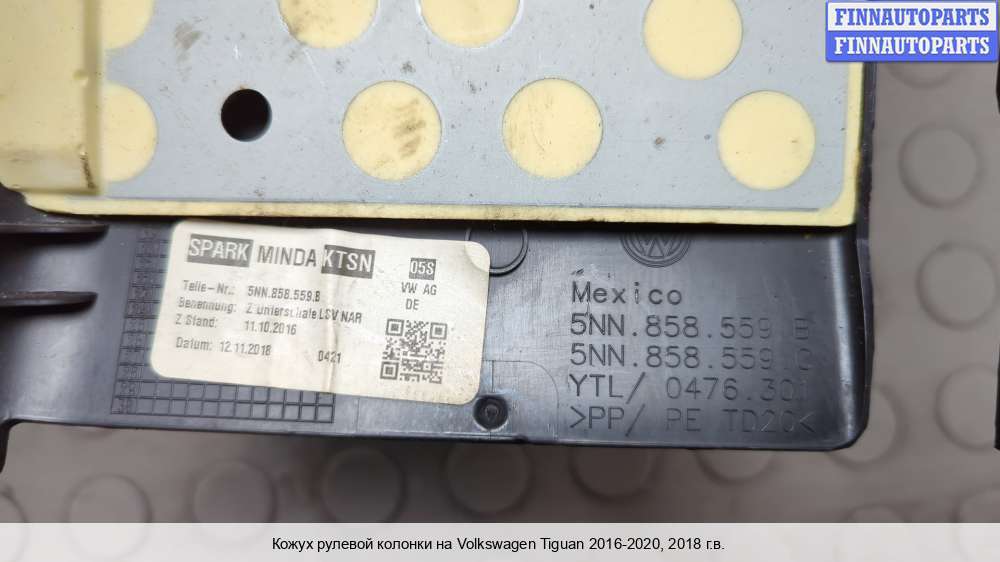 FINNAUTOPARTS
FINNAUTOPARTS
SPARK MINDA KTSN
05S
VW AG
DE
Teile-Nr.: 5NN.858.559.B
Benennung: Z Unterschale LSV NAR
Z Stand: 11.10.2016
Datum: 12.11.2018 0421
Mexico
5NN.858.559.B
5NN.858.559.C
YTL/ 0476.301
>PP/ PE TD20<
Кожух рулевой колонки на Volkswagen Tiguan 2016-2020, 2018 г.в.